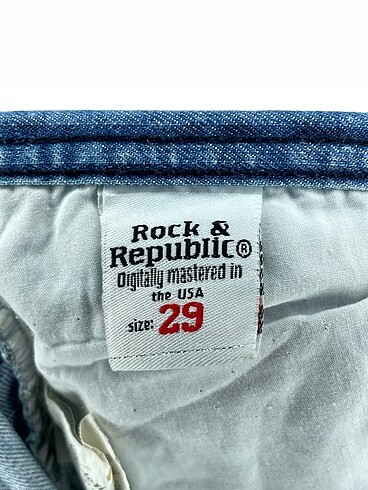 Rock &
Republic®
Digitally mastered in
the USA
size: 29